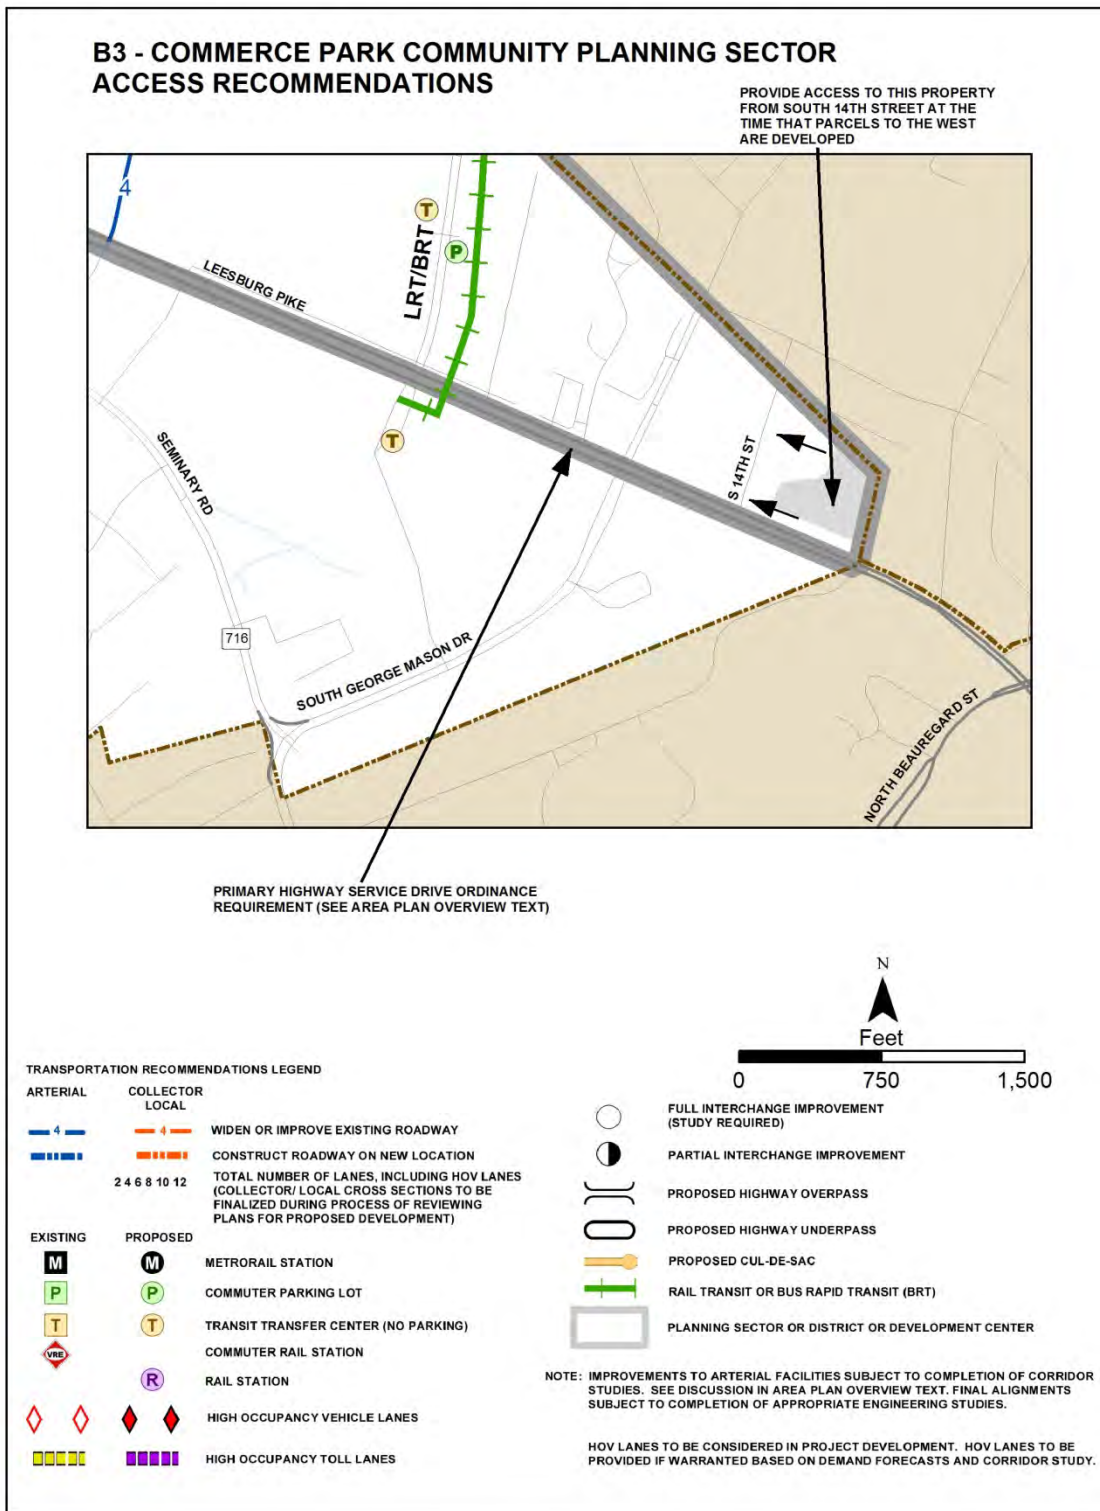 B3 - COMMERCE PARK COMMUNITY PLANNING SECTOR
ACCESS RECOMMENDATIONS
PROVIDE ACCESS TO THIS PROPERTY
FROM SOUTH 14TH STREET AT THE
TIME THAT PARCELS TO THE WEST
ARE DEVELOPED
4
T
P
LRT/BRT
LEESBURG PIKE
T
SEMINARY RD
S 14TH ST
716
SOUTH GEORGE MASON DR
NORTH BEAUREGARD ST
PRIMARY HIGHWAY SERVICE DRIVE ORDINANCE
REQUIREMENT (SEE AREA PLAN OVERVIEW TEXT)
N
Feet
0 750 1,500
TRANSPORTATION RECOMMENDATIONS LEGEND
ARTERIAL COLLECTOR
LOCAL
4 4 WIDEN OR IMPROVE EXISTING ROADWAY
CONSTRUCT ROADWAY ON NEW LOCATION
2 4 6 8 10 12 TOTAL NUMBER OF LANES, INCLUDING HOV LANES
(COLLECTOR/ LOCAL CROSS SECTIONS TO BE
FINALIZED DURING PROCESS OF REVIEWING
PLANS FOR PROPOSED DEVELOPMENT)
EXISTING PROPOSED
M M METRORAIL STATION
P P COMMUTER PARKING LOT
T T TRANSIT TRANSFER CENTER (NO PARKING)
VRE COMMUTER RAIL STATION
R RAIL STATION
HIGH OCCUPANCY VEHICLE LANES
HIGH OCCUPANCY TOLL LANES
FULL INTERCHANGE IMPROVEMENT
(STUDY REQUIRED)
PARTIAL INTERCHANGE IMPROVEMENT
PROPOSED HIGHWAY OVERPASS
PROPOSED HIGHWAY UNDERPASS
PROPOSED CUL-DE-SAC
RAIL TRANSIT OR BUS RAPID TRANSIT (BRT)
PLANNING SECTOR OR DISTRICT OR DEVELOPMENT CENTER
NOTE: IMPROVEMENTS TO ARTERIAL FACILITIES SUBJECT TO COMPLETION OF CORRIDOR
STUDIES. SEE DISCUSSION IN AREA PLAN OVERVIEW TEXT. FINAL ALIGNMENTS
SUBJECT TO COMPLETION OF APPROPRIATE ENGINEERING STUDIES.
HOV LANES TO BE CONSIDERED IN PROJECT DEVELOPMENT. HOV LANES TO BE
PROVIDED IF WARRANTED BASED ON DEMAND FORECASTS AND CORRIDOR STUDY.